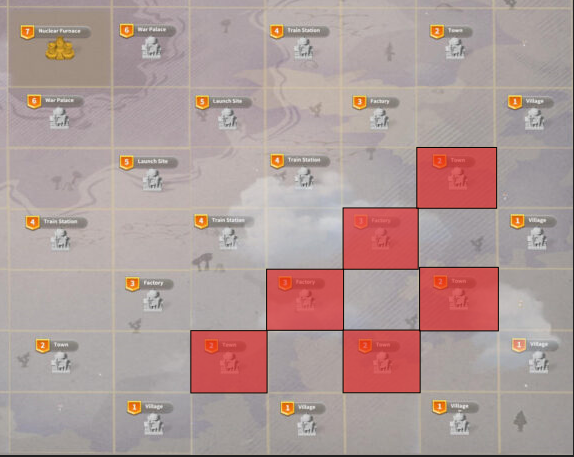 7 Nuclear Furnace
6 War Palace
4 Train Station
2 Town
6 War Palace
5 Launch Site
3 Factory
1 Village
5 Launch Site
4 Train Station
2 Town
4 Train Station
4 Train Station
3 Factory
1 Village
3 Factory
3 Factory
2 Town
2 Town
2 Town
2 Town
1 Village
1 Village
1 Village
1 Village